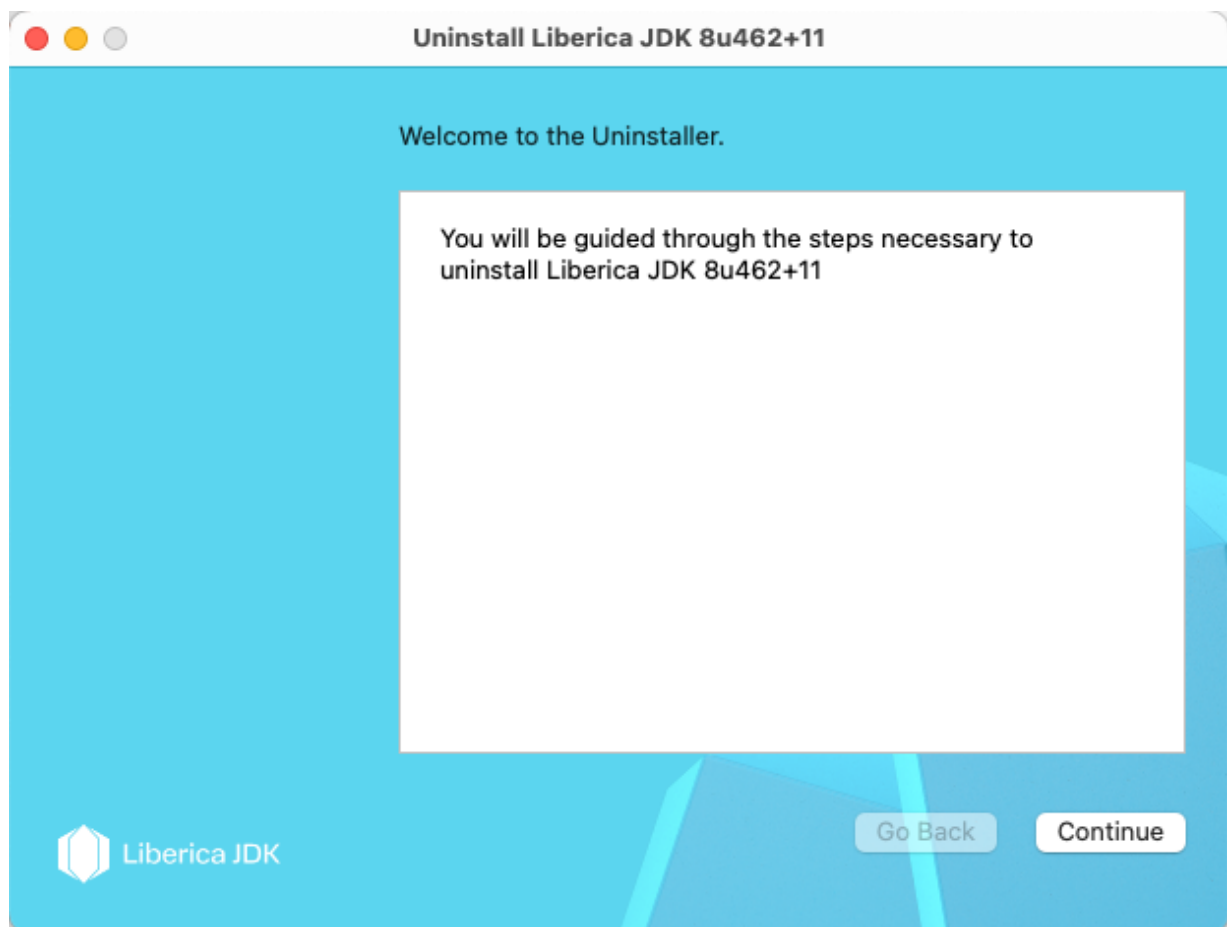 Uninstall Liberica JDK 8u462+11
Welcome to the Uninstaller.
You will be guided through the steps necessary to
uninstall Liberica JDK 8u462+11
Liberica JDK
Go Back
Continue